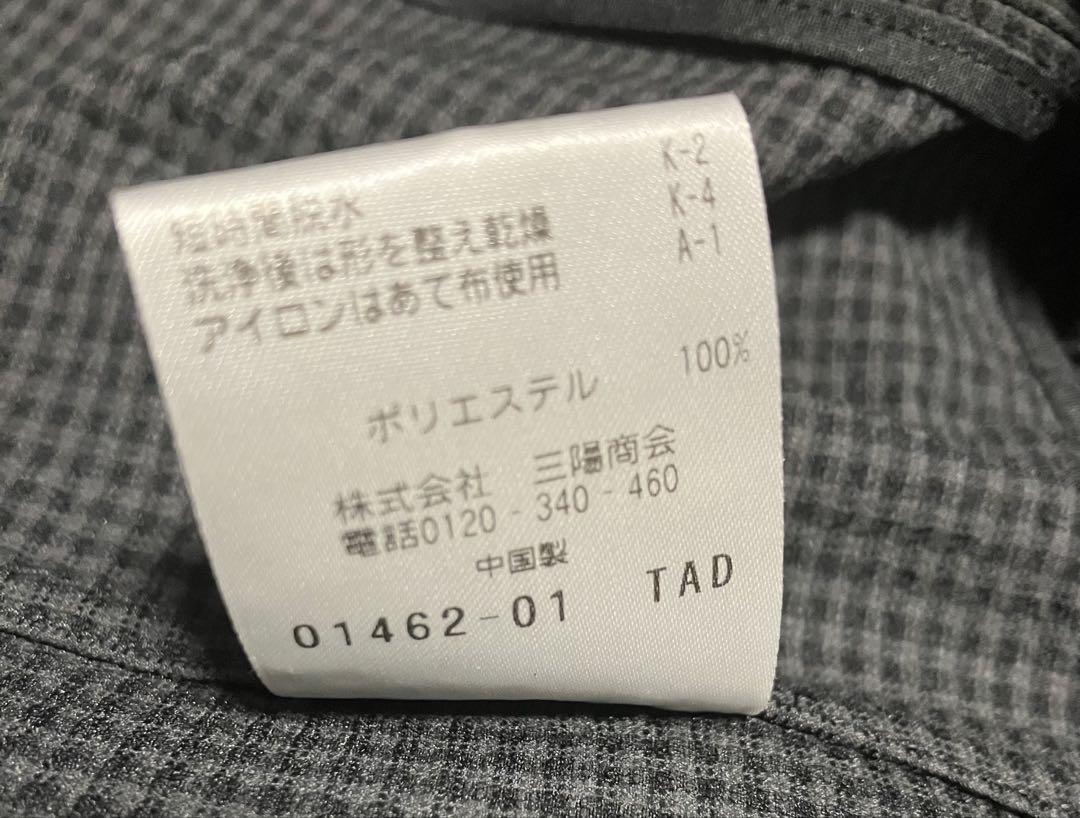 短時間脱水 K-2
洗浄後は形を整え乾燥 K-4
アイロンはあて布使用 A-1
ポリエステル 100%
株式会社 三陽商会
電話0120-340-460
中国製
01462-01 TAD